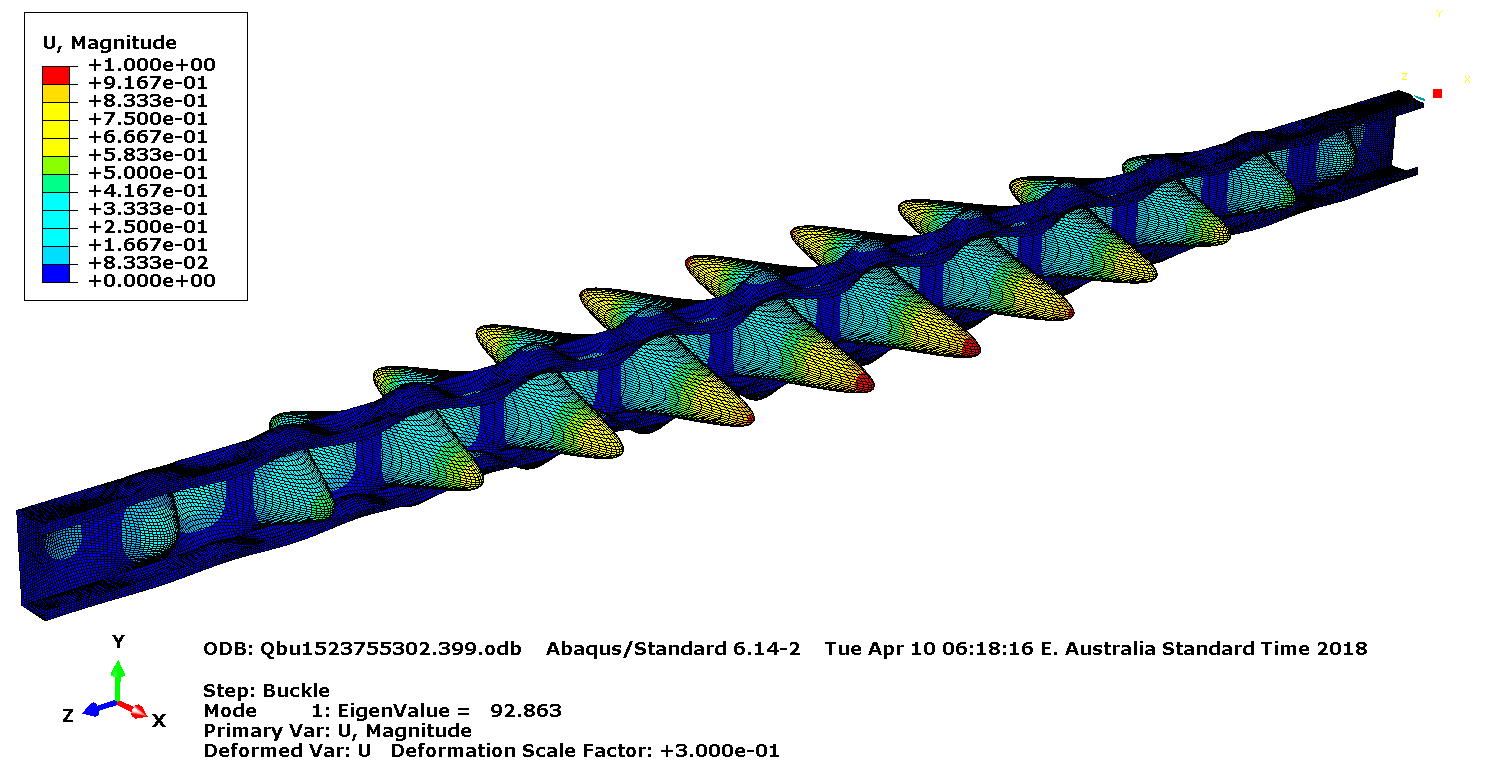 U, Magnitude
+1.000e+00
+9.167e-01
+8.333e-01
+7.500e-01
+6.667e-01
+5.833e-01
+5.000e-01
+4.167e-01
+3.333e-01
+2.500e-01
+1.667e-01
+8.333e-02
+0.000e+00
Y
Z X
Y
Z X
ODB: Qbu1523755302.399.odb Abaqus/Standard 6.14-2 Tue Apr 10 06:18:16 E. Australia Standard Time 2018
Step: Buckle
Mode 1: EigenValue = 92.863
Primary Var: U, Magnitude
Deformed Var: U Deformation Scale Factor: +3.000e-01